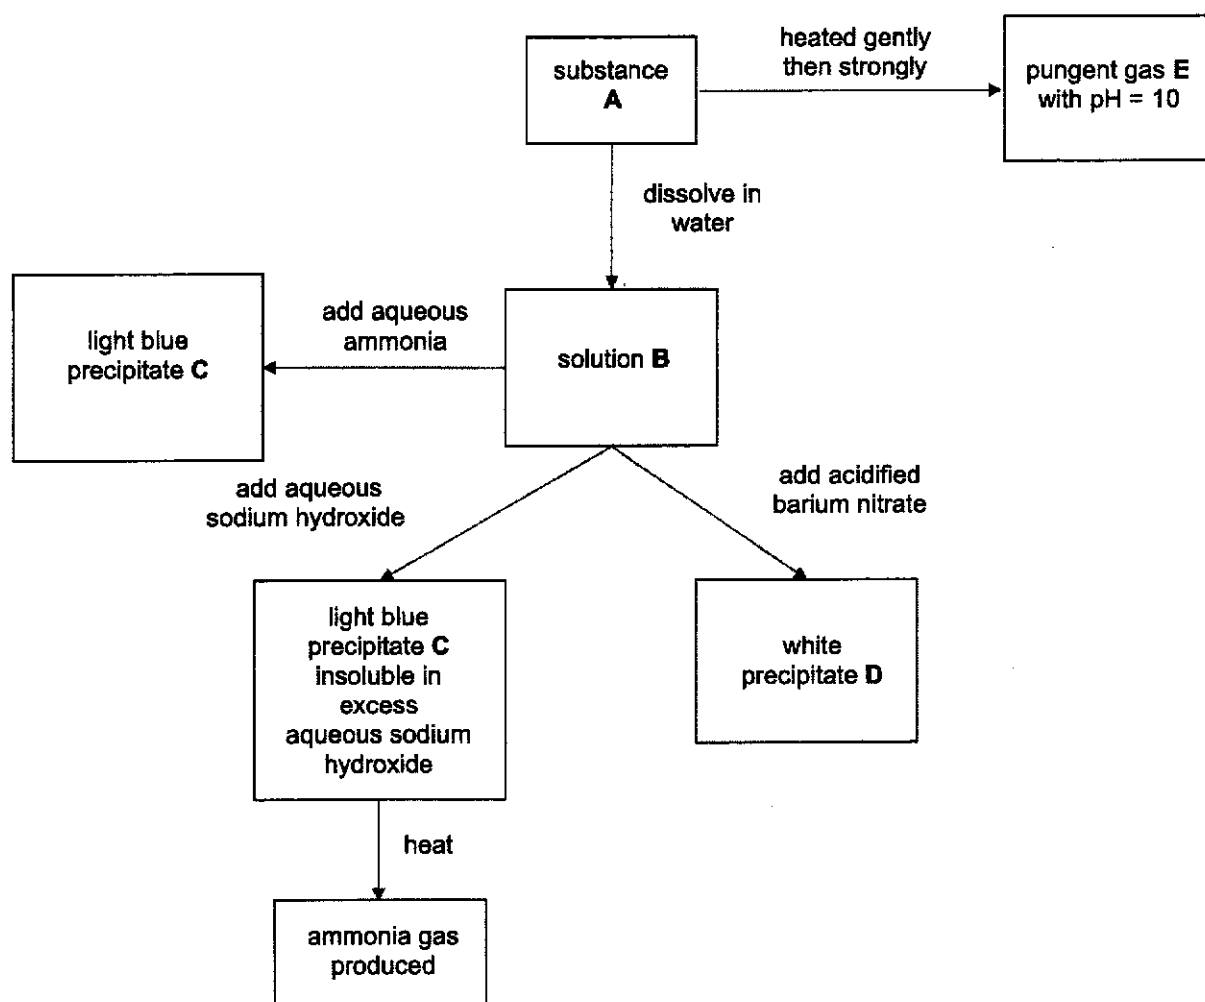 substance
A
heated gently
then strongly
pungent gas E
with pH = 10
dissolve in
water
light blue
precipitate C
add aqueous
ammonia
solution B
add aqueous
sodium hydroxide
add acidified
barium nitrate
light blue
precipitate C
insoluble in
excess
aqueous sodium
hydroxide
white
precipitate D
heat
ammonia gas
produced